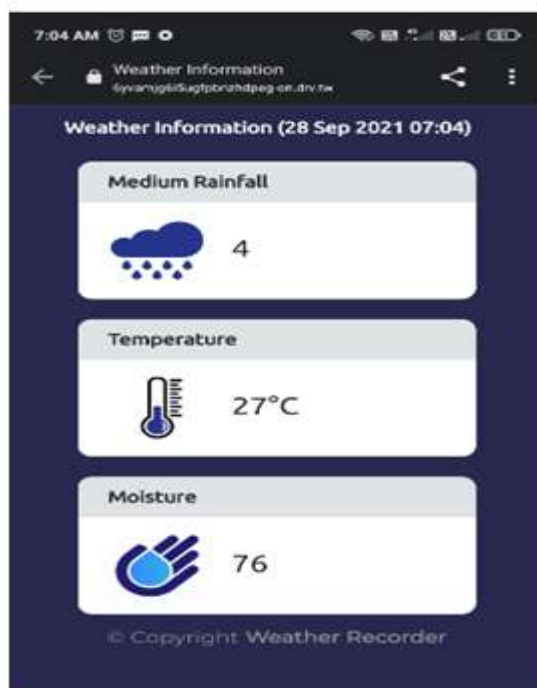 7:04 AM
Weather Information
Weather Information (28 Sep 2021 07:04)
Medium Rainfall
4
Temperature
27°C
Moisture
76
© Copyright Weather Recorder